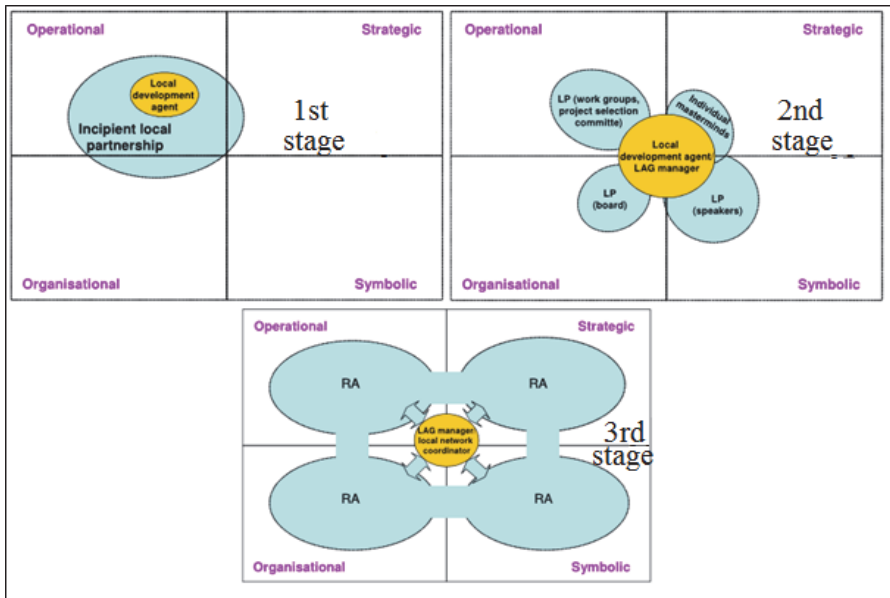 Operational
Strategic
Local
development
agent
Incipient local
partnership
1st
stage
Organisational
Symbolic
Operational
Strategic
LP (work groups,
project selection
committe)
Individual
masterminds
2nd
stage
Local
development agent/
LAG manager
LP
(board)
LP
(speakers)
Organisational
Symbolic
Operational
Strategic
RA
RA
LAG manager/
local network
coordinator
3rd
stage
RA
RA
Organisational
Symbolic